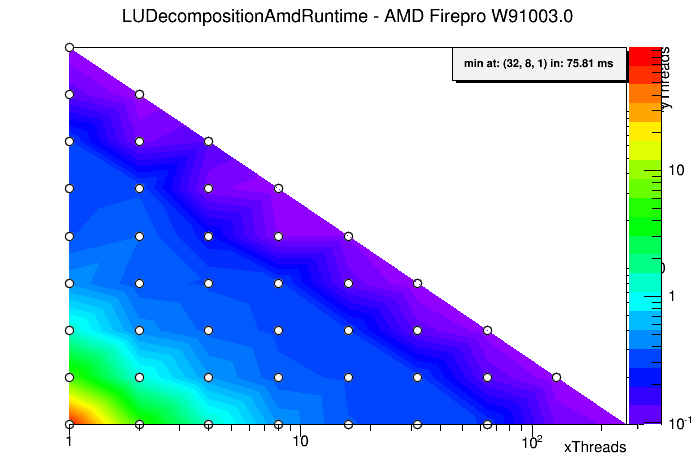 LUDecompositionAmdRuntime - AMD Firepro W91003.0
min at: (32, 8, 1) in: 75.81 ms
yThreads
10
1
10⁻¹
1
10
10²
xThreads